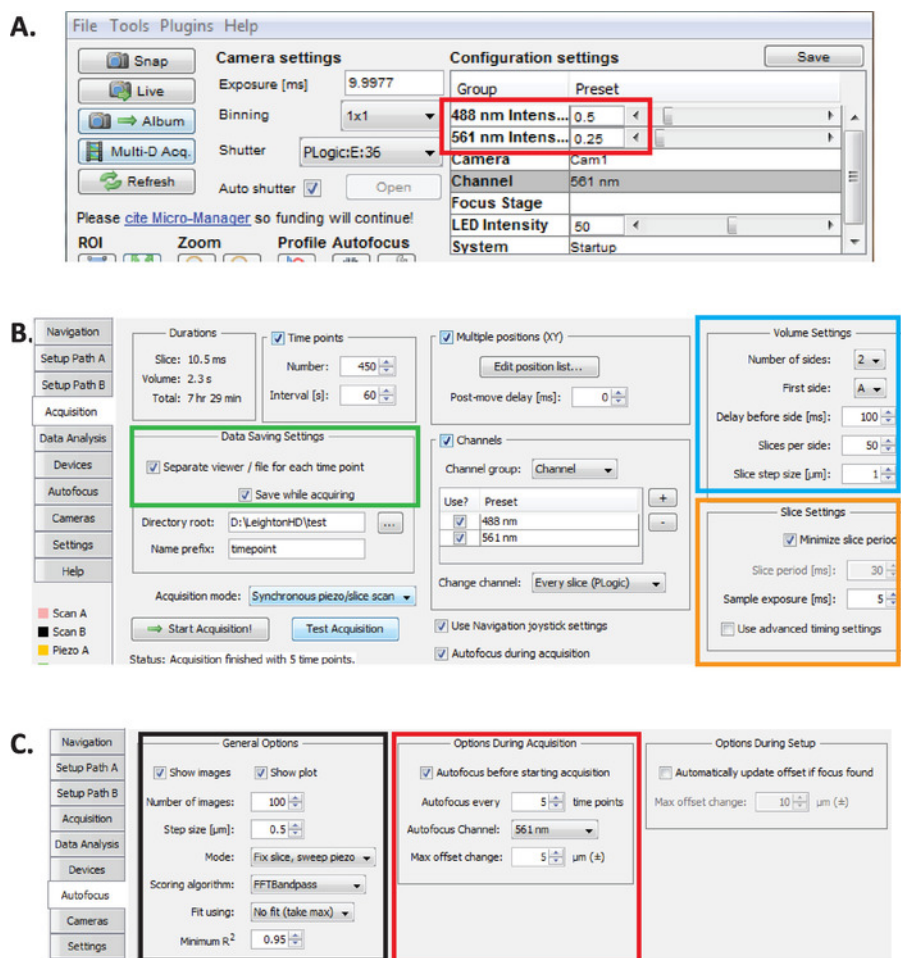 A.
File Tools Plugins Help
Snap
Live
Album
Multi-D Acq.
Refresh
Camera settings
Exposure [ms] 9.9977
Binning 1x1
Shutter PLogic:E:36
Auto shutter Open
Please cite Micro-Manager so funding will continue!
ROI Zoom Profile Autofocus
Configuration settings Save
Group Preset
488 nm Intens... 0.5
561 nm Intens... 0.25
Camera Cam1
Channel 561 nm
Focus Stage
LED Intensity 50
System Startup
B.
Navigation
Setup Path A
Setup Path B
Acquisition
Data Analysis
Devices
Autofocus
Cameras
Settings
Help
Scan A
Scan B
Piezo A
Durations
Slice: 10.5 ms
Volume: 2.3 s
Total: 7 hr 29 min
Time points
Number: 450
Interval [s]: 60
Data Saving Settings
Separate viewer / file for each time point
Save while acquiring
Directory root: D:\LeightonHD\test ...
Name prefix: timepoint
Acquisition mode: Synchronous piezo/slice scan
Start Acquisition! Test Acquisition
Status: Acquisition finished with 5 time points.
Multiple positions (XY)
Edit position list...
Post-move delay [ms]: 0
Channels
Channel group: Channel
Use? Preset +
488 nm -
561 nm
Change channel: Every slice (PLogic)
Use Navigation joystick settings
Autofocus during acquisition
Volume Settings
Number of sides: 2
First side: A
Delay before side [ms]: 100
Slices per side: 50
Slice step size [µm]: 1
Slice Settings
Minimize slice period
Slice period [ms]: 30
Sample exposure [ms]: 5
Use advanced timing settings
C.
Navigation
Setup Path A
Setup Path B
Acquisition
Data Analysis
Devices
Autofocus
Cameras
Settings
General Options
Show images Show plot
Number of images: 100
Step size [µm]: 0.5
Mode: Fix slice, sweep piezo
Scoring algorithm: FFTBandpass
Fit using: No fit (take max)
Minimum R² 0.95
Options During Acquisition
Autofocus before starting acquisition
Autofocus every 5 time points
Autofocus Channel: 561 nm
Max offset change: 5 µm (±)
Options During Setup
Automatically update offset if focus found
Max offset change: 10 µm (±)